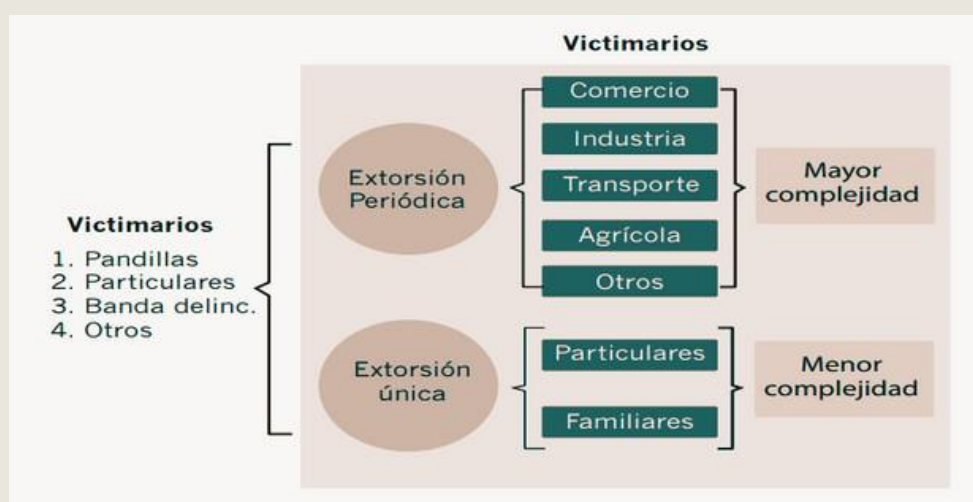 Victimarios
Comercio
Industria
Extorsión
Periódica
Transporte
Agrícola
Otros
Mayor
complejidad
Victimarios
1. Pandillas
2. Particulares
3. Banda delinc.
4. Otros
Extorsión
única
Particulares
Familiares
Menor
complejidad